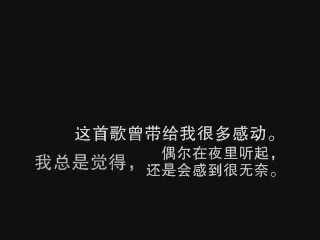 这首歌曾带给我很多感动。
偶尔在夜里听起，
我总是觉得，
还是会感到很无奈。